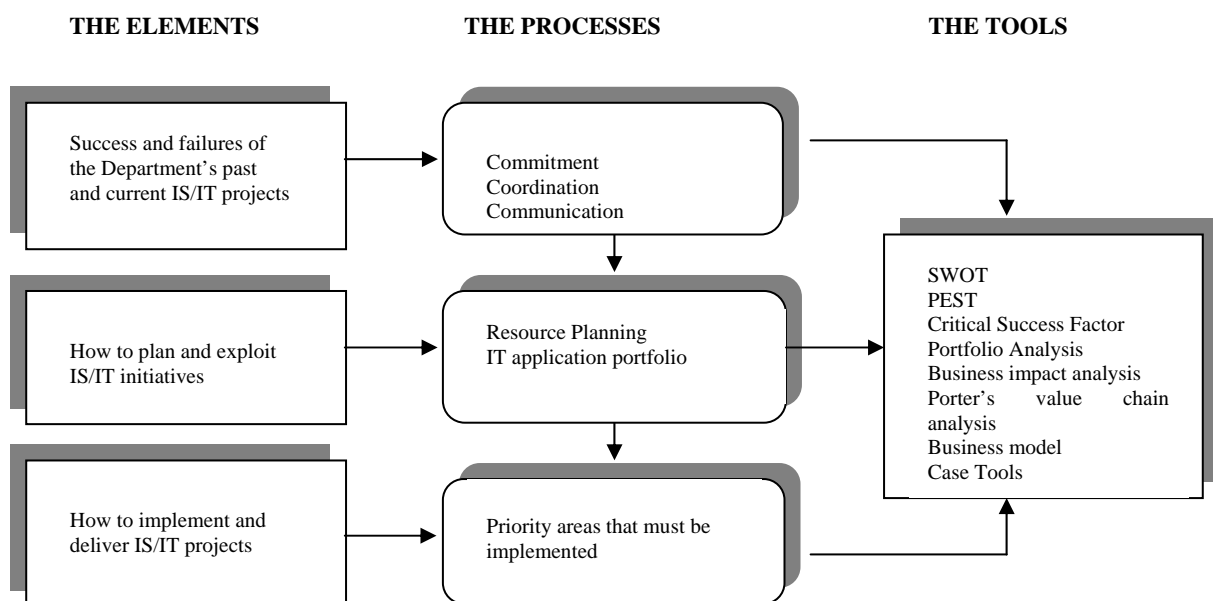 THE ELEMENTS
THE PROCESSES
THE TOOLS
Success and failures of
the Department’s past
and current IS/IT projects
Commitment
Coordination
Communication
How to plan and exploit
IS/IT initiatives
Resource Planning
IT application portfolio
How to implement and
deliver IS/IT projects
Priority areas that must be
implemented
SWOT
PEST
Critical Success Factor
Portfolio Analysis
Business impact analysis
Porter’s value chain
analysis
Business model
Case Tools